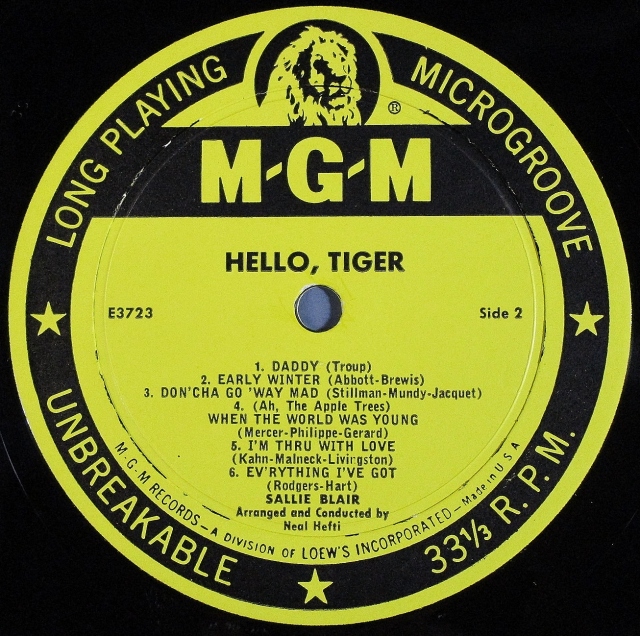 LONG PLAYING
MICROGROOVE
®
M-G-M
HELLO, TIGER
E3723
Side 2
1. DADDY (Troup)
2. EARLY WINTER (Abbott-Brewis)
3. DON'CHA GO 'WAY MAD (Stillman-Mundy-Jacquet)
4. (Ah, The Apple Trees)
WHEN THE WORLD WAS YOUNG
(Mercer-Philippe-Gerard)
5. I'M THRU WITH LOVE
(Kahn-Malneck-Livingston)
6. EV'RYTHING I'VE GOT
(Rodgers-Hart)
SALLIE BLAIR
Arranged and Conducted by
Neal Hefti
M-G-M RECORDS – A DIVISION OF LOEW'S INCORPORATED – Made in U S A
UNBREAKABLE
33⅓ R.P.M.